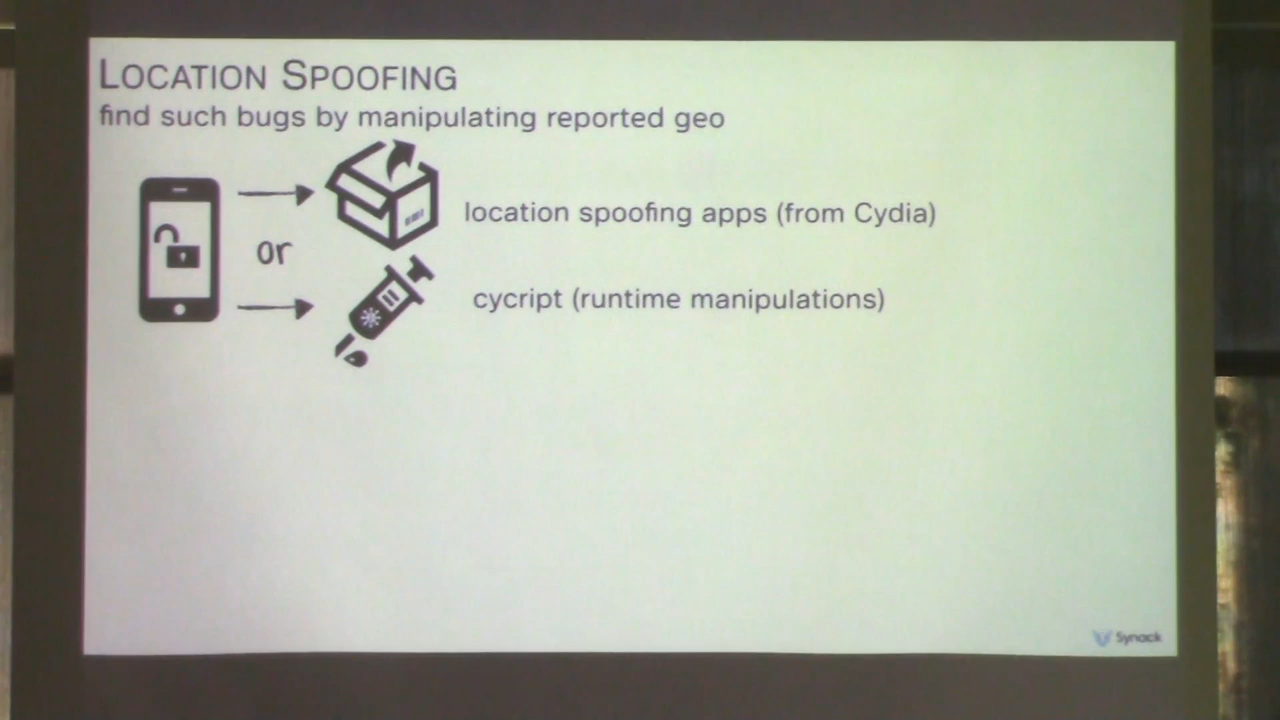 LOCATION SPOOFING
find such bugs by manipulating reported geo
location spoofing apps (from Cydia)
or
cycript (runtime manipulations)
Synack